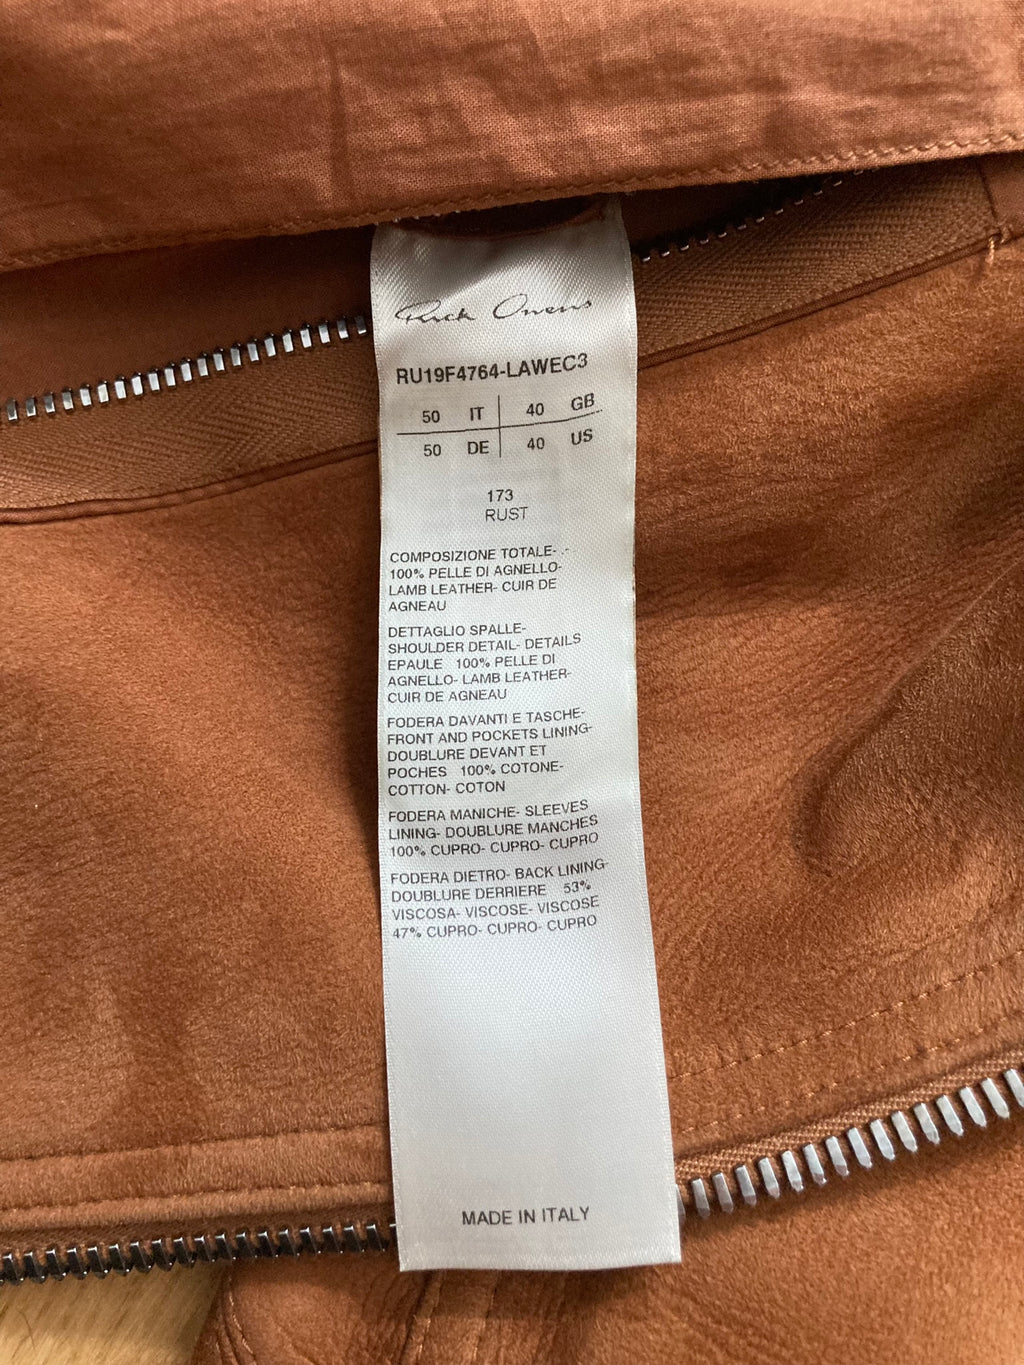 Rick Owens
RU19F4764-LAWEC3
50 IT 40 GB
50 DE 40 US
173
RUST
COMPOSIZIONE TOTALE- .-
100% PELLE DI AGNELLO-
LAMB LEATHER- CUIR DE
AGNEAU
DETTAGLIO SPALLE-
SHOULDER DETAIL- DETAILS
EPAULE 100% PELLE DI
AGNELLO- LAMB LEATHER-
CUIR DE AGNEAU
FODERA DAVANTI E TASCHE-
FRONT AND POCKETS LINING-
DOUBLURE DEVANT ET
POCHES 100% COTONE-
COTTON- COTON
FODERA MANICHE- SLEEVES
LINING- DOUBLURE MANCHES
100% CUPRO- CUPRO- CUPRO
FODERA DIETRO- BACK LINING-
DOUBLURE DERRIERE 53%
VISCOSA- VISCOSE- VISCOSE
47% CUPRO- CUPRO- CUPRO
MADE IN ITALY